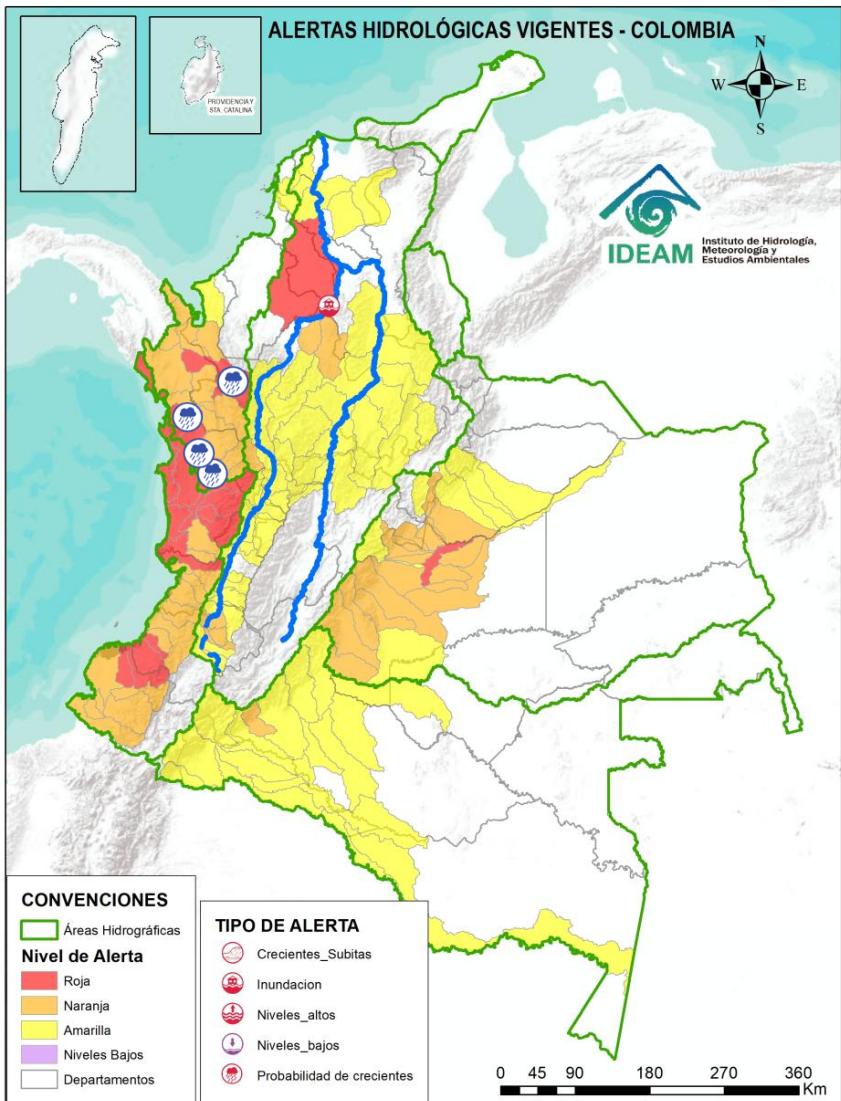 ALERTAS HIDROLÓGICAS VIGENTES - COLOMBIA
PROVIDENCIA Y
STA. CATALINA
N
W
E
S
IDEAM
Instituto de Hidrología,
Meteorología y
Estudios Ambientales
CONVENCIONES
Áreas Hidrográficas
Nivel de Alerta
Roja
Naranja
Amarilla
Niveles Bajos
Departamentos
TIPO DE ALERTA
Crecientes_Subitas
Inundacion
Niveles_altos
Niveles_bajos
Probabilidad de crecientes
0 45 90 180 270 360
Km